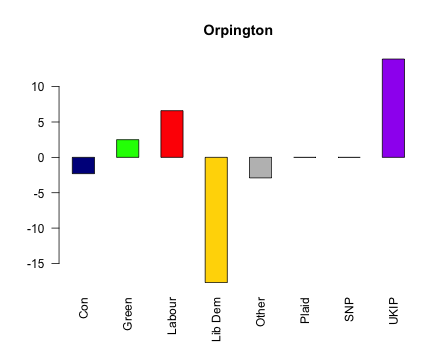 Orpington
10
5
0
-5
-10
-15
Con
Green
Labour
Lib Dem
Other
Plaid
SNP
UKIP